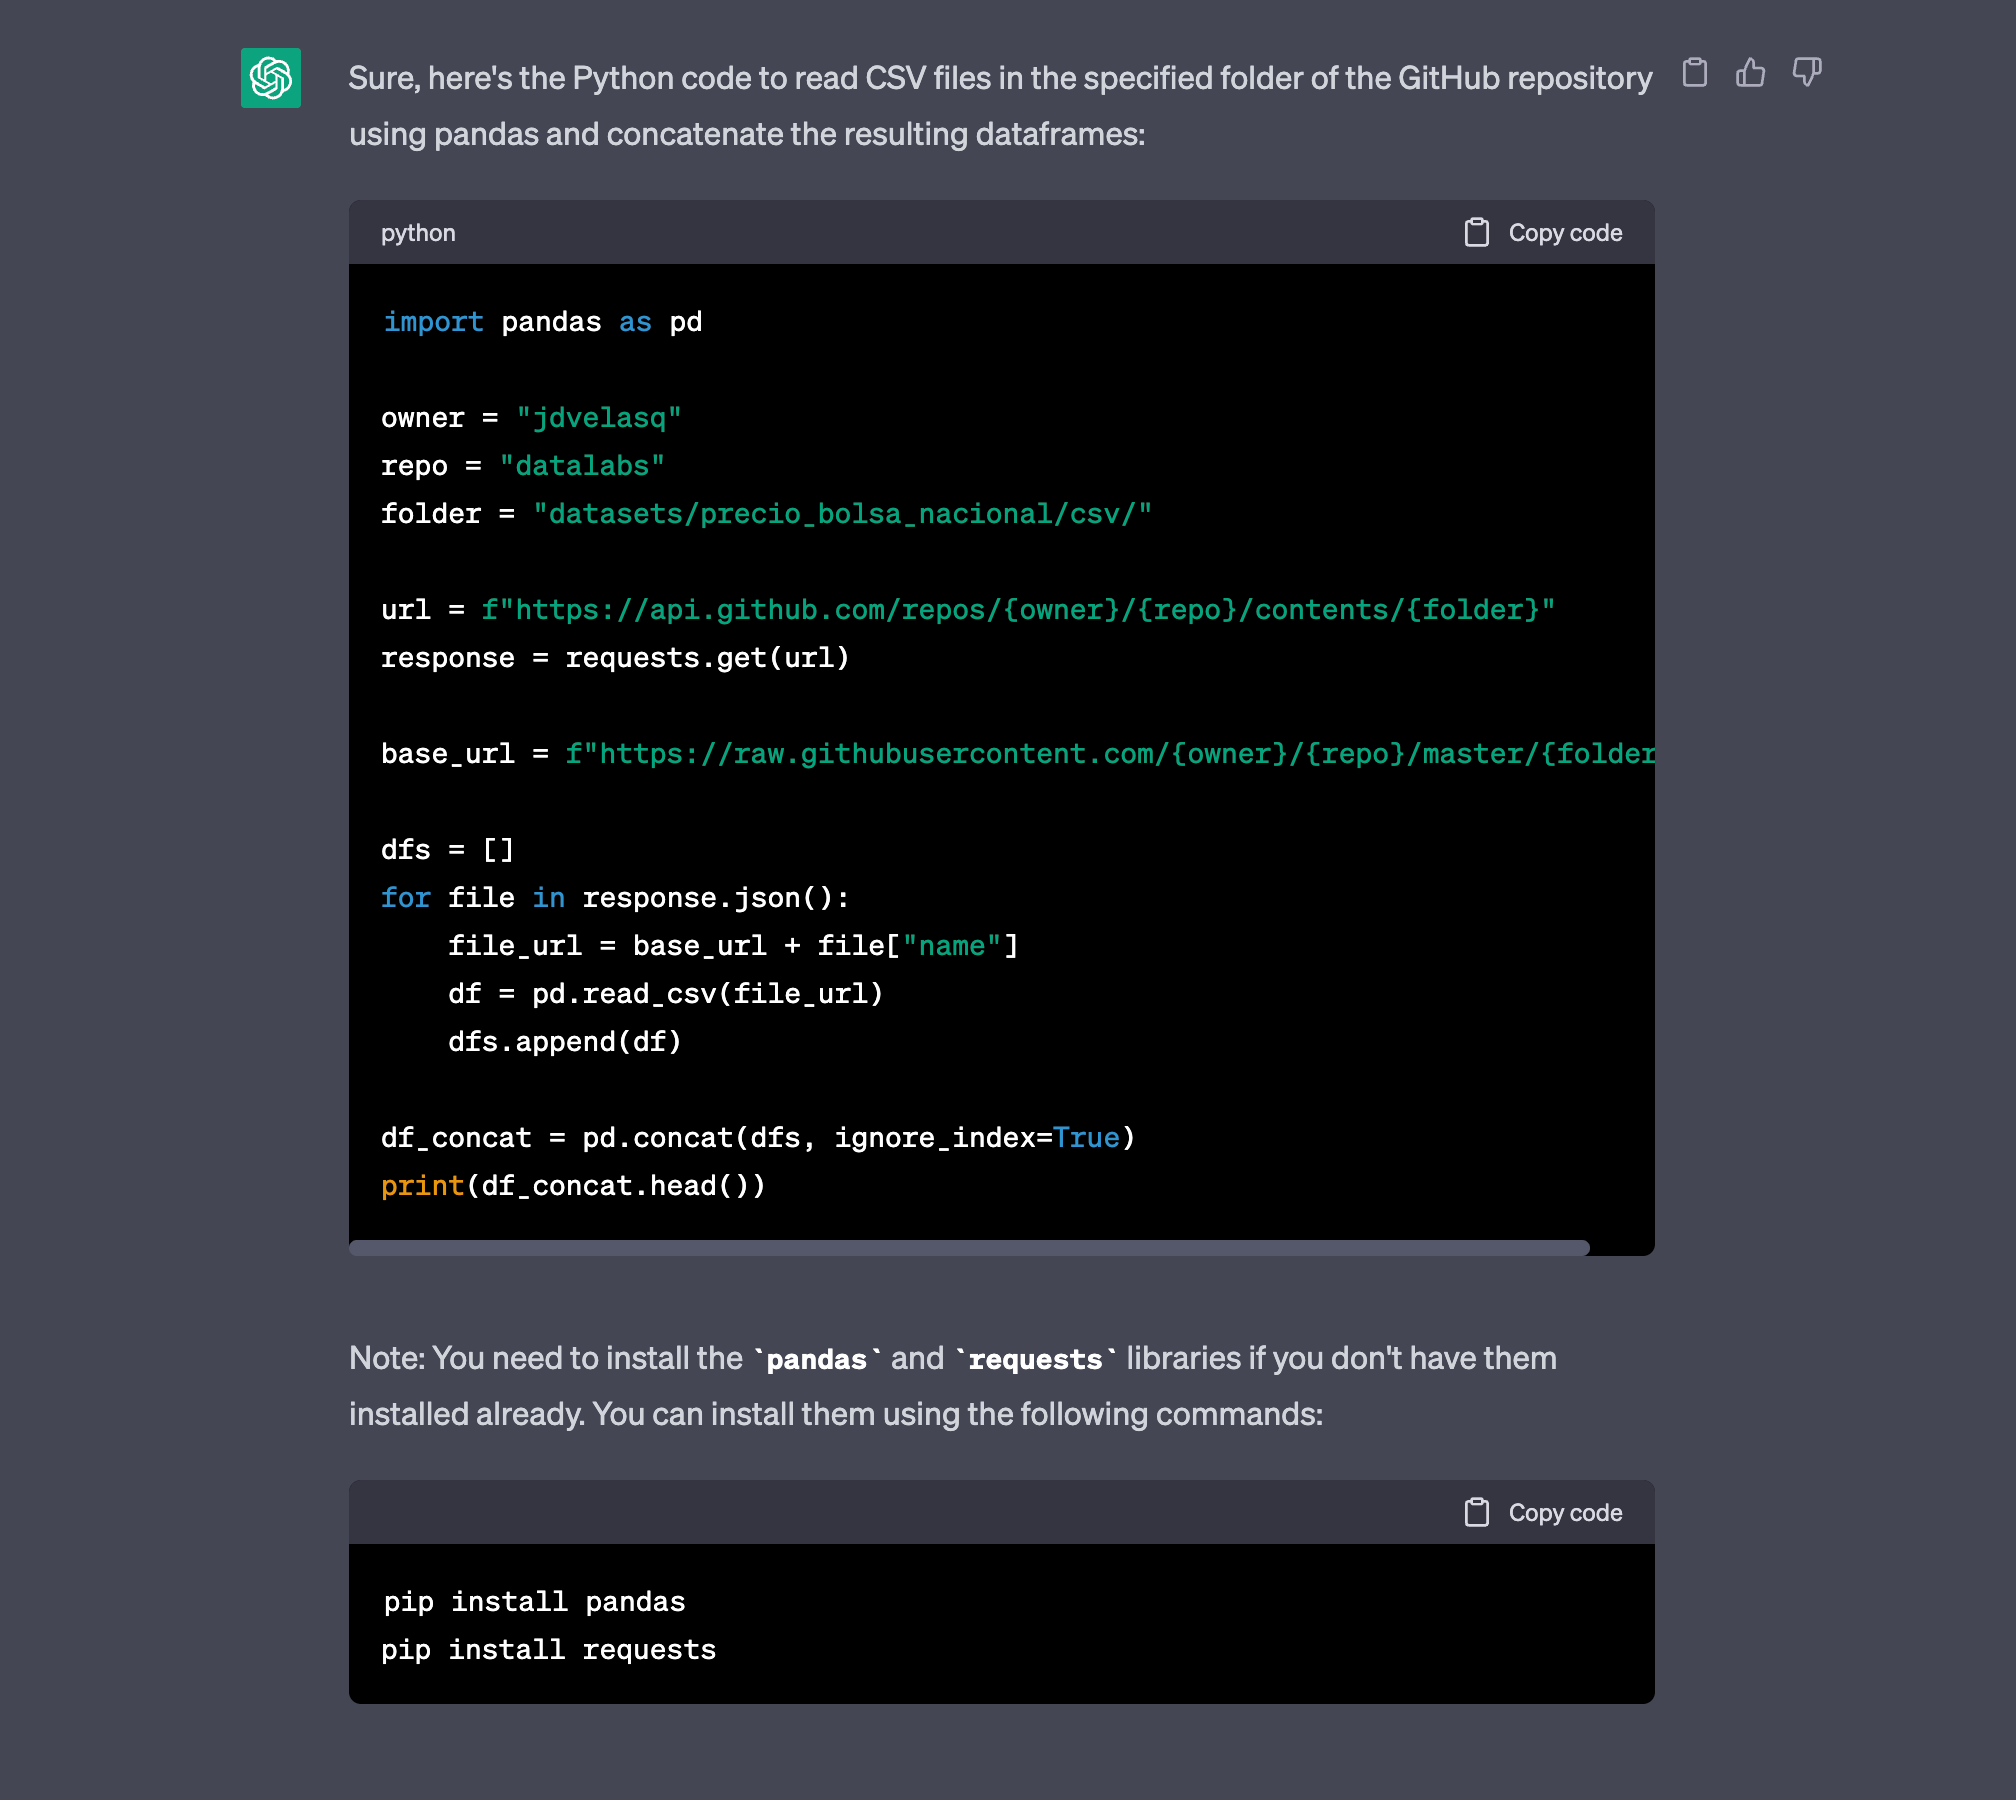 Sure, here's the Python code to read CSV files in the specified folder of the GitHub repository
using pandas and concatenate the resulting dataframes:
python
Copy code
import pandas as pd
owner = "jdvelasq"
repo = "datalabs"
folder = "datasets/precio_bolsa_nacional/csv/"
url = f"https://api.github.com/repos/{owner}/{repo}/contents/{folder}"
response = requests.get(url)
base_url = f"https://raw.githubusercontent.com/{owner}/{repo}/master/{folder
dfs = []
for file in response.json():
    file_url = base_url + file["name"]
    df = pd.read_csv(file_url)
    dfs.append(df)
df_concat = pd.concat(dfs, ignore_index=True)
print(df_concat.head())
Note: You need to install the `pandas` and `requests` libraries if you don't have them
installed already. You can install them using the following commands:
Copy code
pip install pandas
pip install requests